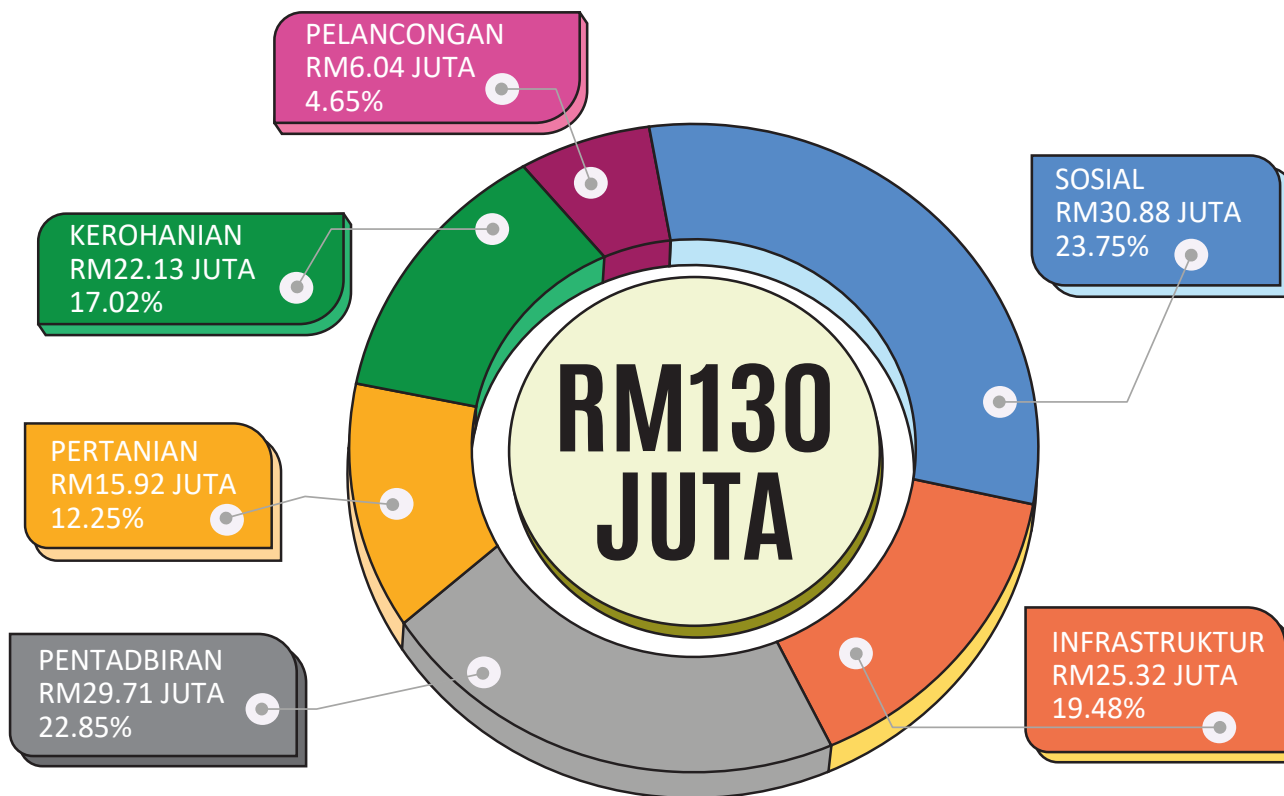 PELANCONGAN
RM6.04 JUTA
4.65%
SOSIAL
RM30.88 JUTA
23.75%
KEROHANIAN
RM22.13 JUTA
17.02%
RM130
JUTA
PERTANIAN
RM15.92 JUTA
12.25%
PENTADBIRAN
RM29.71 JUTA
22.85%
INFRASTRUKTUR
RM25.32 JUTA
19.48%